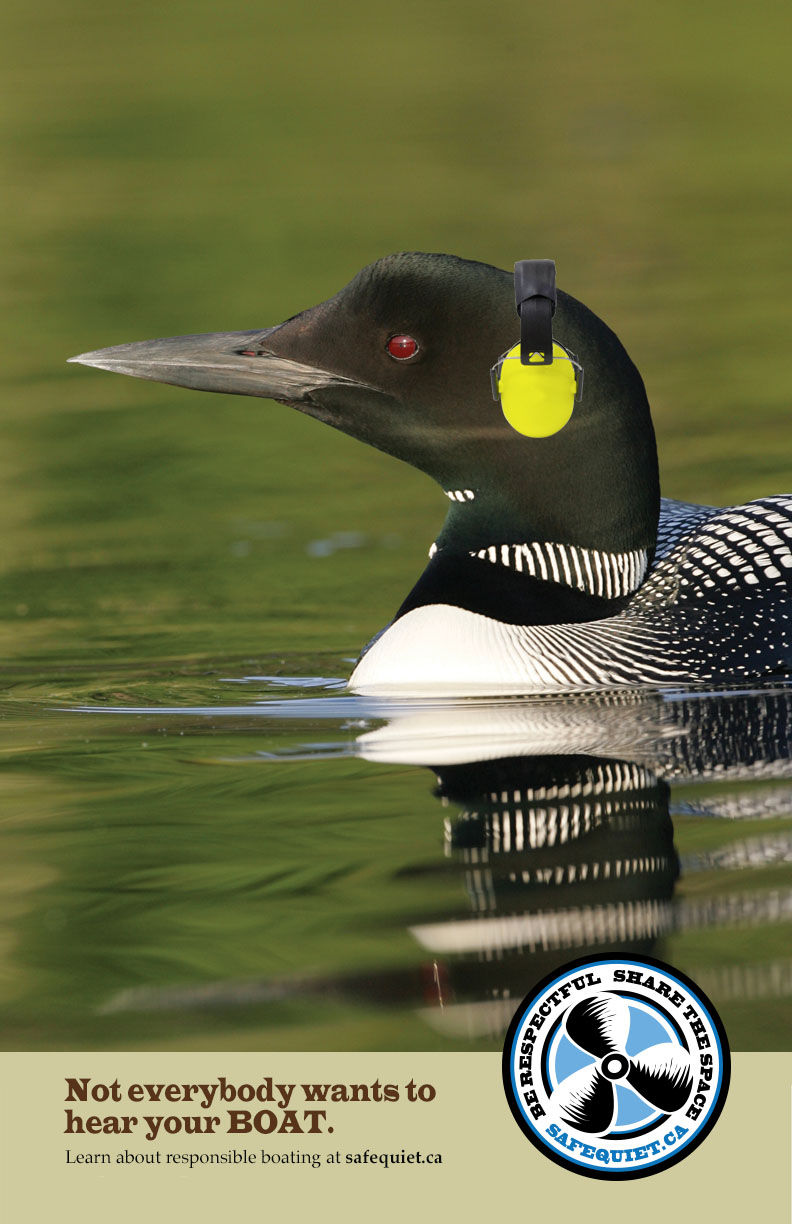 BE RESPECTFUL SHARE THE SPACE
SAFEQUIET.CA
Not everybody wants to
hear your BOAT.
Learn about responsible boating at safequiet.ca